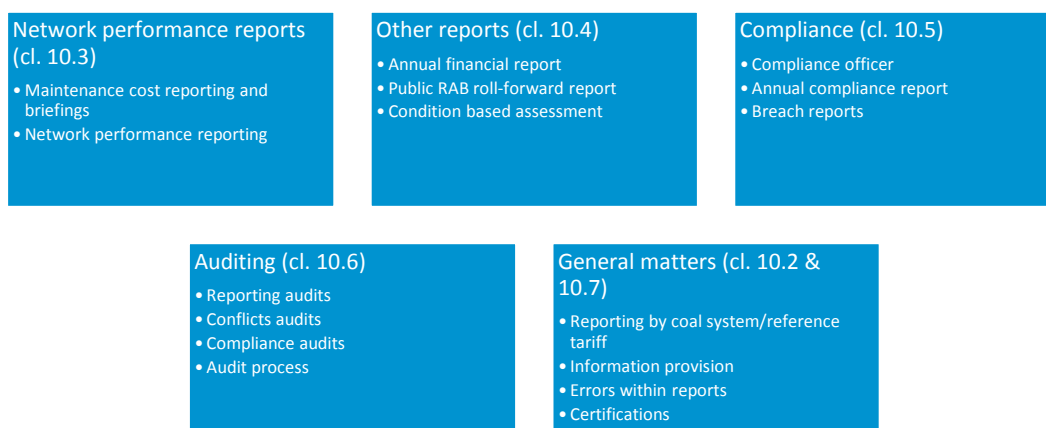 Network performance reports
(cl. 10.3)
• Maintenance cost reporting and
briefings
• Network performance reporting
Other reports (cl. 10.4)
• Annual financial report
• Public RAB roll-forward report
• Condition based assessment
Compliance (cl. 10.5)
• Compliance officer
• Annual compliance report
• Breach reports
Auditing (cl. 10.6)
• Reporting audits
• Conflicts audits
• Compliance audits
• Audit process
General matters (cl. 10.2 &
10.7)
• Reporting by coal system/reference
tariff
• Information provision
• Errors within reports
• Certifications